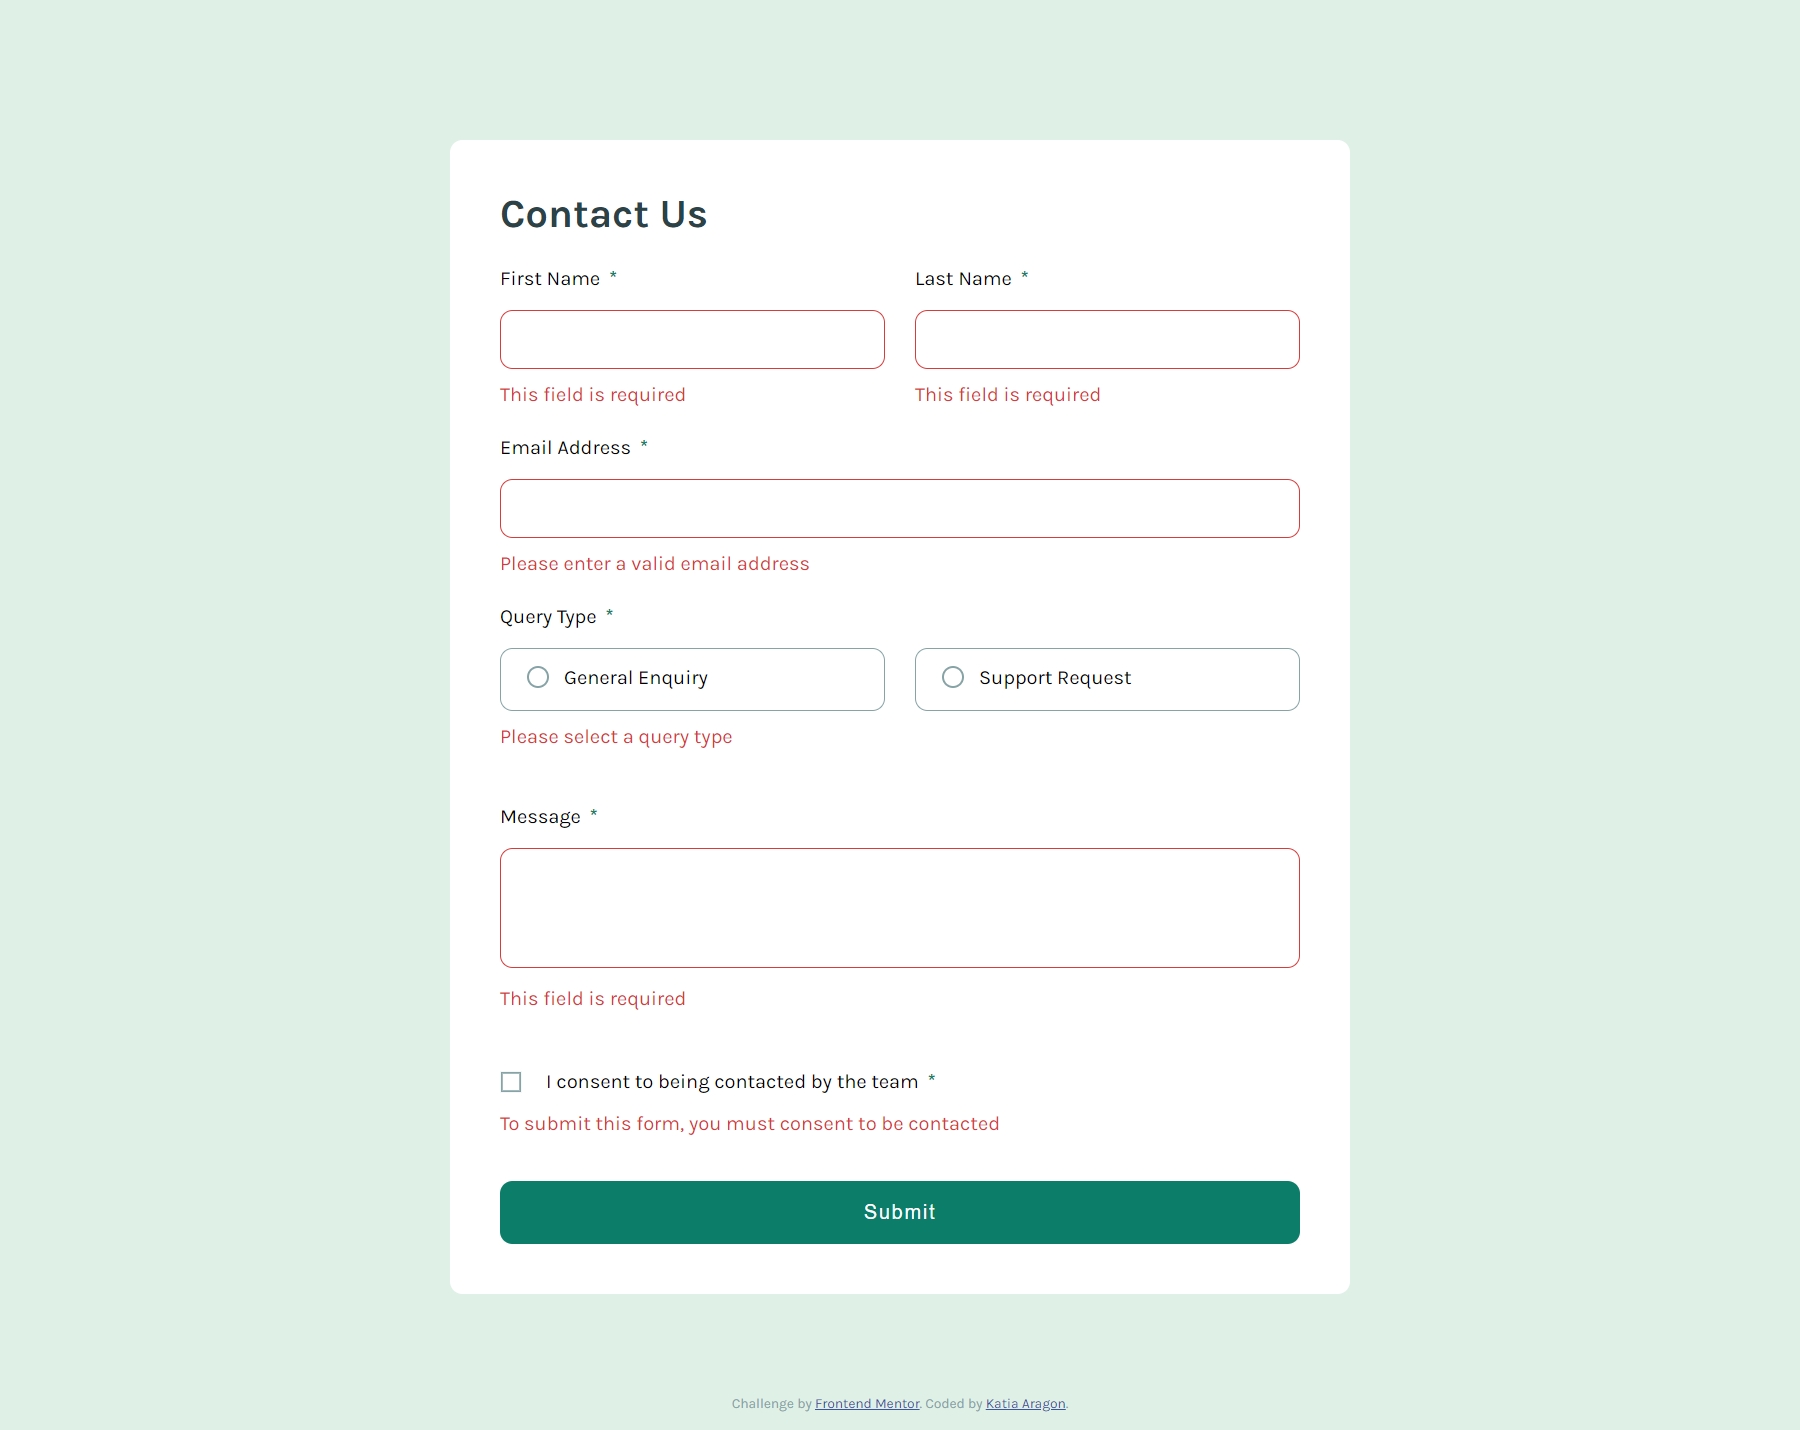 Contact Us
First Name *
Last Name *
This field is required
This field is required
Email Address *
Please enter a valid email address
Query Type *
General Enquiry
Support Request
Please select a query type
Message *
This field is required
I consent to being contacted by the team *
To submit this form, you must consent to be contacted
Submit
Challenge by Frontend Mentor. Coded by Katia Aragon.